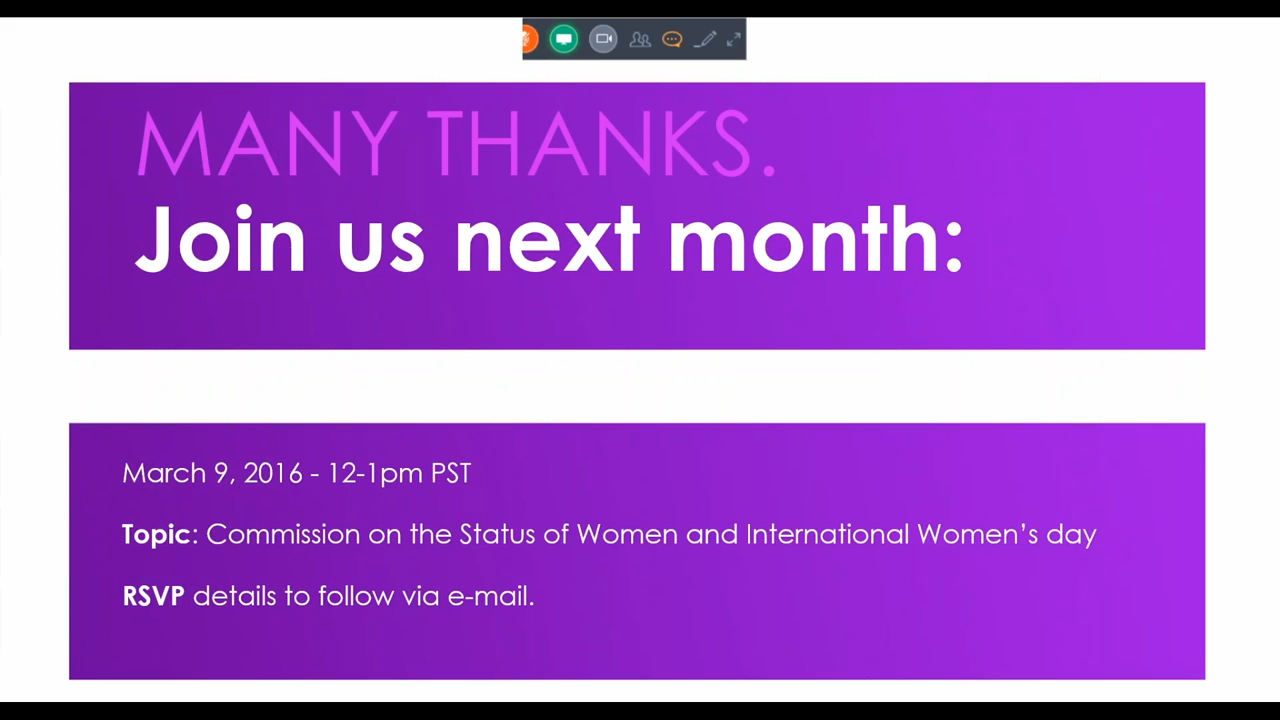 MANY THANKS.
Join us next month:
March 9, 2016 - 12-1pm PST
Topic: Commission on the Status of Women and International Women’s day
RSVP details to follow via e-mail.